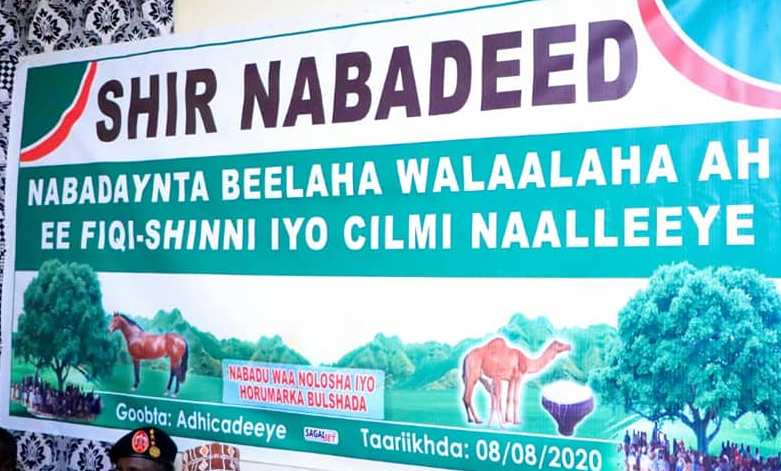 SHIR NABADEED
NABADAYNTA BEELAHA WALAALAHA AH
EE FIQI-SHINNI IYO CILMI NAALLEEYE
NABADU WAA NOLOSHA IYO
HORUMARKA BULSHADA
Goobta: Adhicadeeye SAGALJET Taariikhda: 08/08/2020